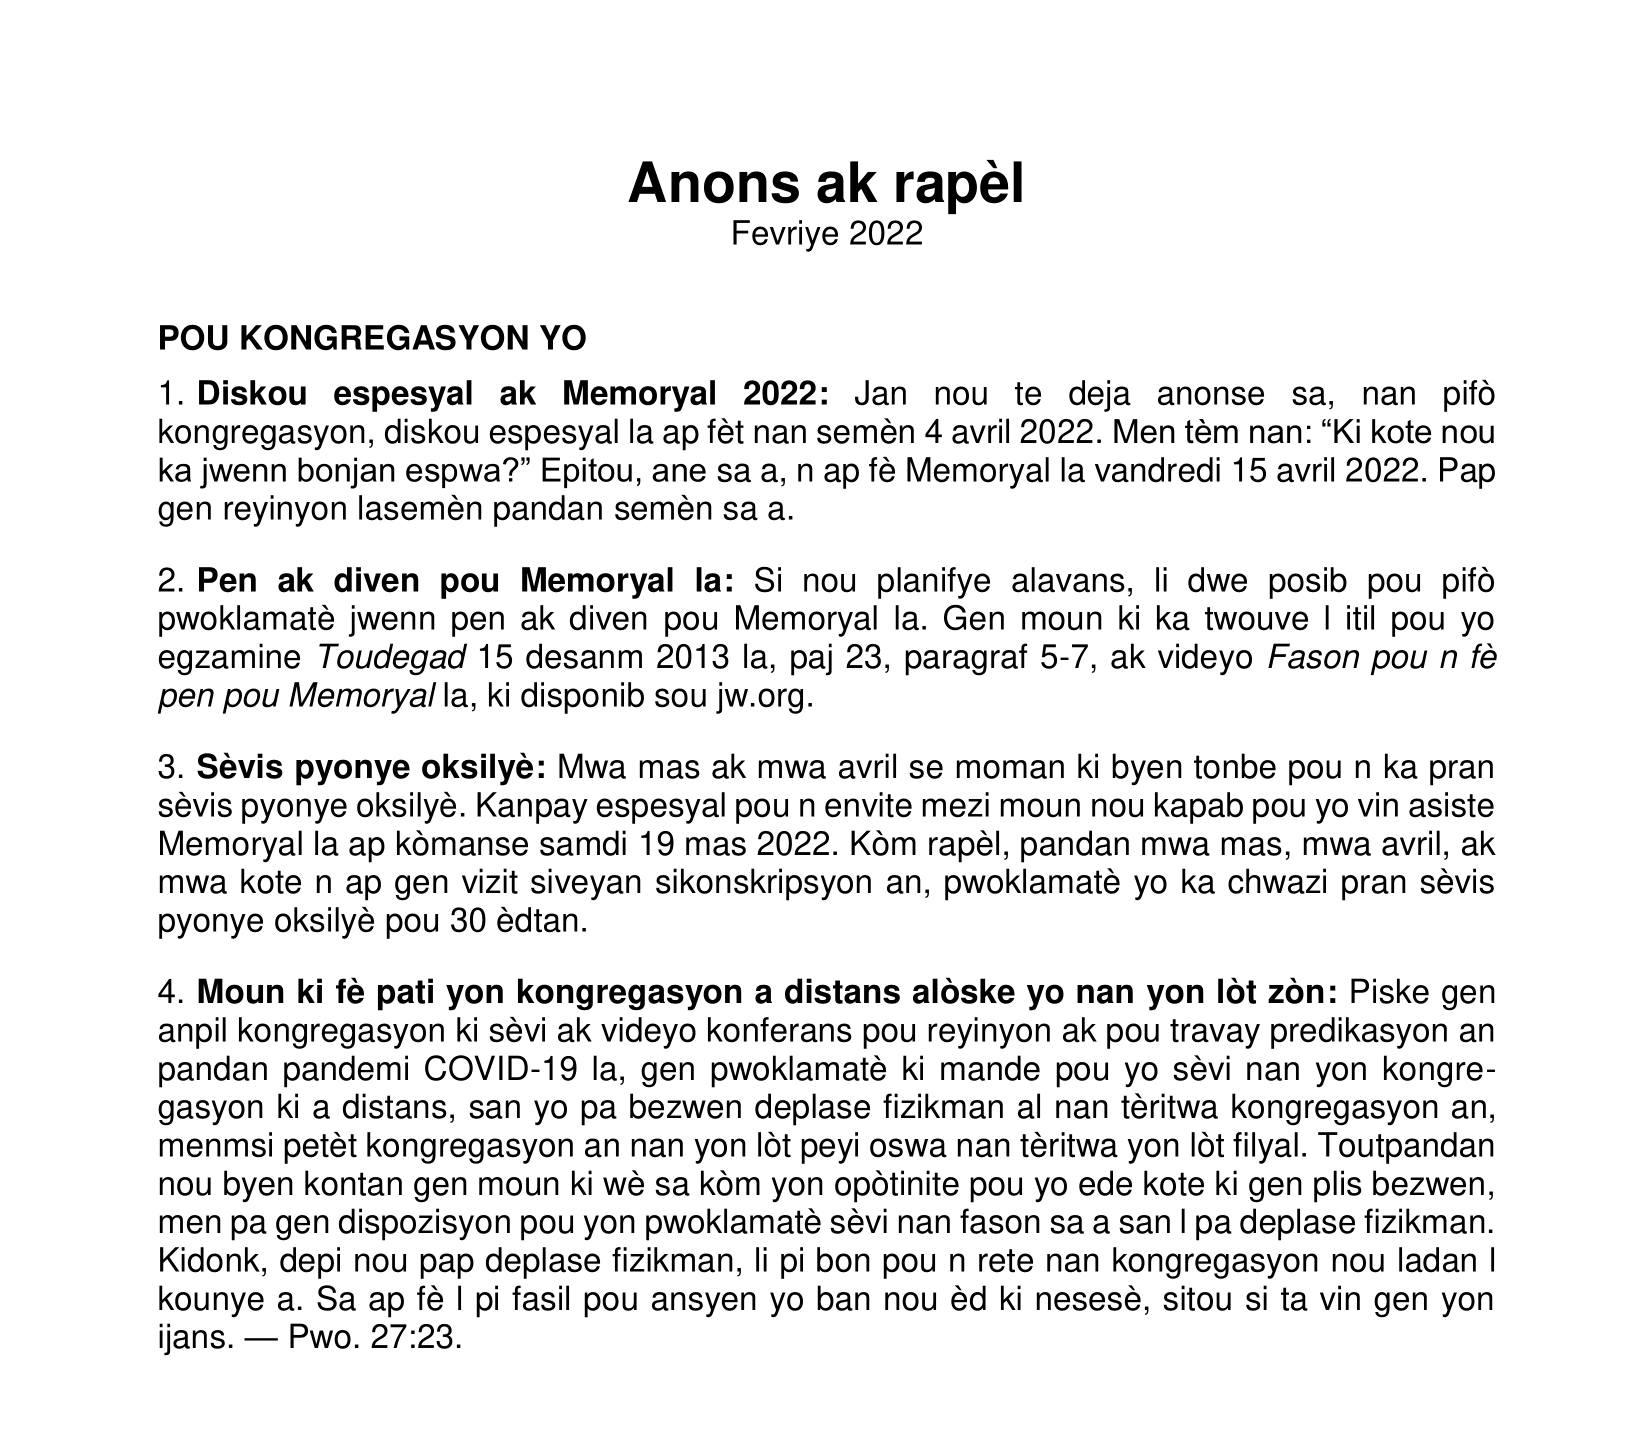 Anons ak rapèl
Fevriye 2022
POU KONGREGASYON YO
1. Diskou espesyal ak Memoryal 2022: Jan nou te deja anonse sa, nan pifò
kongregasyon, diskou espesyal la ap fèt nan semèn 4 avril 2022. Men tèm nan: “Ki kote nou
ka jwenn bonjan espwa?” Epitou, ane sa a, n ap fè Memoryal la vandredi 15 avril 2022. Pap
gen reyinyon lasemèn pandan semèn sa a.
2. Pen ak diven pou Memoryal la: Si nou planifye alavans, li dwe posib pou pifò
pwoklamatè jwenn pen ak diven pou Memoryal la. Gen moun ki ka twouve l itil pou yo
egzamine Toudegad 15 desanm 2013 la, paj 23, paragraf 5-7, ak videyo Fason pou n fè
pen pou Memoryal la, ki disponib sou jw.org.
3. Sèvis pyonye oksilyè: Mwa mas ak mwa avril se moman ki byen tonbe pou n ka pran
sèvis pyonye oksilyè. Kanpay espesyal pou n envite mezi moun nou kapab pou yo vin asiste
Memoryal la ap kòmanse samdi 19 mas 2022. Kòm rapèl, pandan mwa mas, mwa avril, ak
mwa kote n ap gen vizit siveyan sikonskripsyon an, pwoklamatè yo ka chwazi pran sèvis
pyonye oksilyè pou 30 èdtan.
4. Moun ki fè pati yon kongregasyon a distans alòske yo nan yon lòt zòn: Piske gen
anpil kongregasyon ki sèvi ak videyo konferans pou reyinyon ak pou travay predikasyon an
pandan pandemi COVID-19 la, gen pwoklamatè ki mande pou yo sèvi nan yon kongre-
gasyon ki a distans, san yo pa bezwen deplase fizikman al nan tèritwa kongregasyon an,
menmsi petèt kongregasyon an nan yon lòt peyi oswa nan tèritwa yon lòt filyal. Toutpandan
nou byen kontan gen moun ki wè sa kòm yon opòtinite pou yo ede kote ki gen plis bezwen,
men pa gen dispozisyon pou yon pwoklamatè sèvi nan fason sa a san l pa deplase fizikman.
Kidonk, depi nou pap deplase fizikman, li pi bon pou n rete nan kongregasyon nou ladan l
kounye a. Sa ap fè l pi fasil pou ansyen yo ban nou èd ki nesesè, sitou si ta vin gen yon
ijans. — Pwo. 27:23.